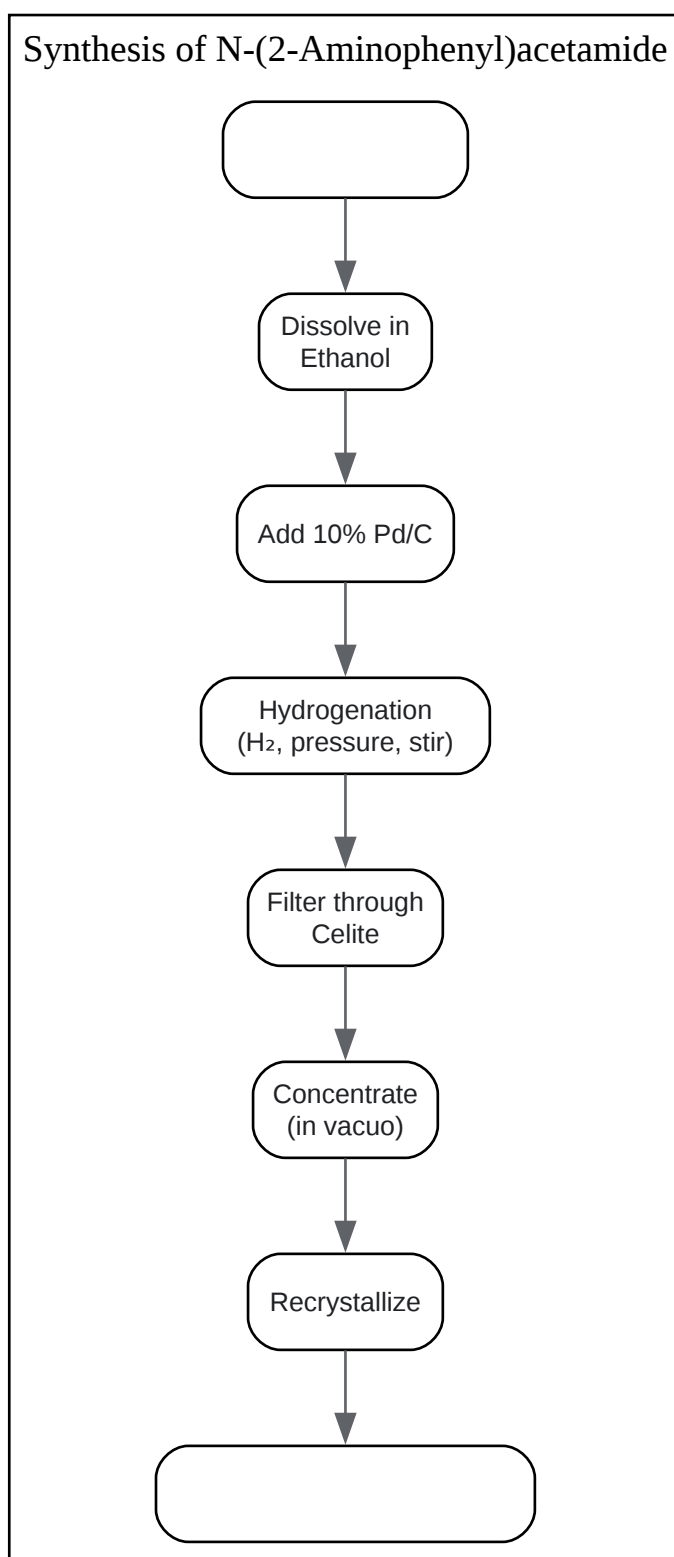 Synthesis of N-(2-Aminophenyl)acetamide
Dissolve in
Ethanol
Add 10% Pd/C
Hydrogenation
(H₂, pressure, stir)
Filter through
Celite
Concentrate
(in vacuo)
Recrystallize